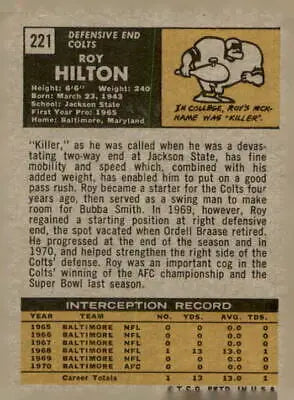 221
DEFENSIVE END
COLTS
ROY
HILTON
Height: 6'6" Weight: 240
Born: March 23, 1943
School: Jackson State
First Year Pro: 1965
Home: Baltimore, Maryland
IN COLLEGE, ROY'S NICK-
NAME WAS "KILLER".
"Killer," as he was called when he was a devas-
tating two-way end at Jackson State, has fine
mobility and speed which, combined with his
added weight, has enabled him to put on a good
pass rush. Roy became a starter for the Colts four
years ago, then served as a swing man to make
room for Bubba Smith. In 1969, however, Roy
regained a starting position at right defensive
end, the spot vacated when Ordell Braase retired.
He progressed at the end of the season and in
1970, and helped strengthen the right side of the
Colts' defense. Roy was an important cog in the
Colts' winning of the AFC championship and the
Super Bowl last season.
INTERCEPTION RECORD
YEAR TEAM NO. YDS. AVG. TD'S
1965 BALTIMORE NFL 0 0 0.0 0
1966 BALTIMORE NFL 0 0 0.0 0
1967 BALTIMORE NFL 0 0 0.0 0
1968 BALTIMORE NFL 1 13 13.0 1
1969 BALTIMORE NFL 0 0 0.0 0
1970 BALTIMORE AFC 0 0 0.0 0
Career Totals 1 13 13.0 1
© T.C.G. PRTD. IN U.S.A.